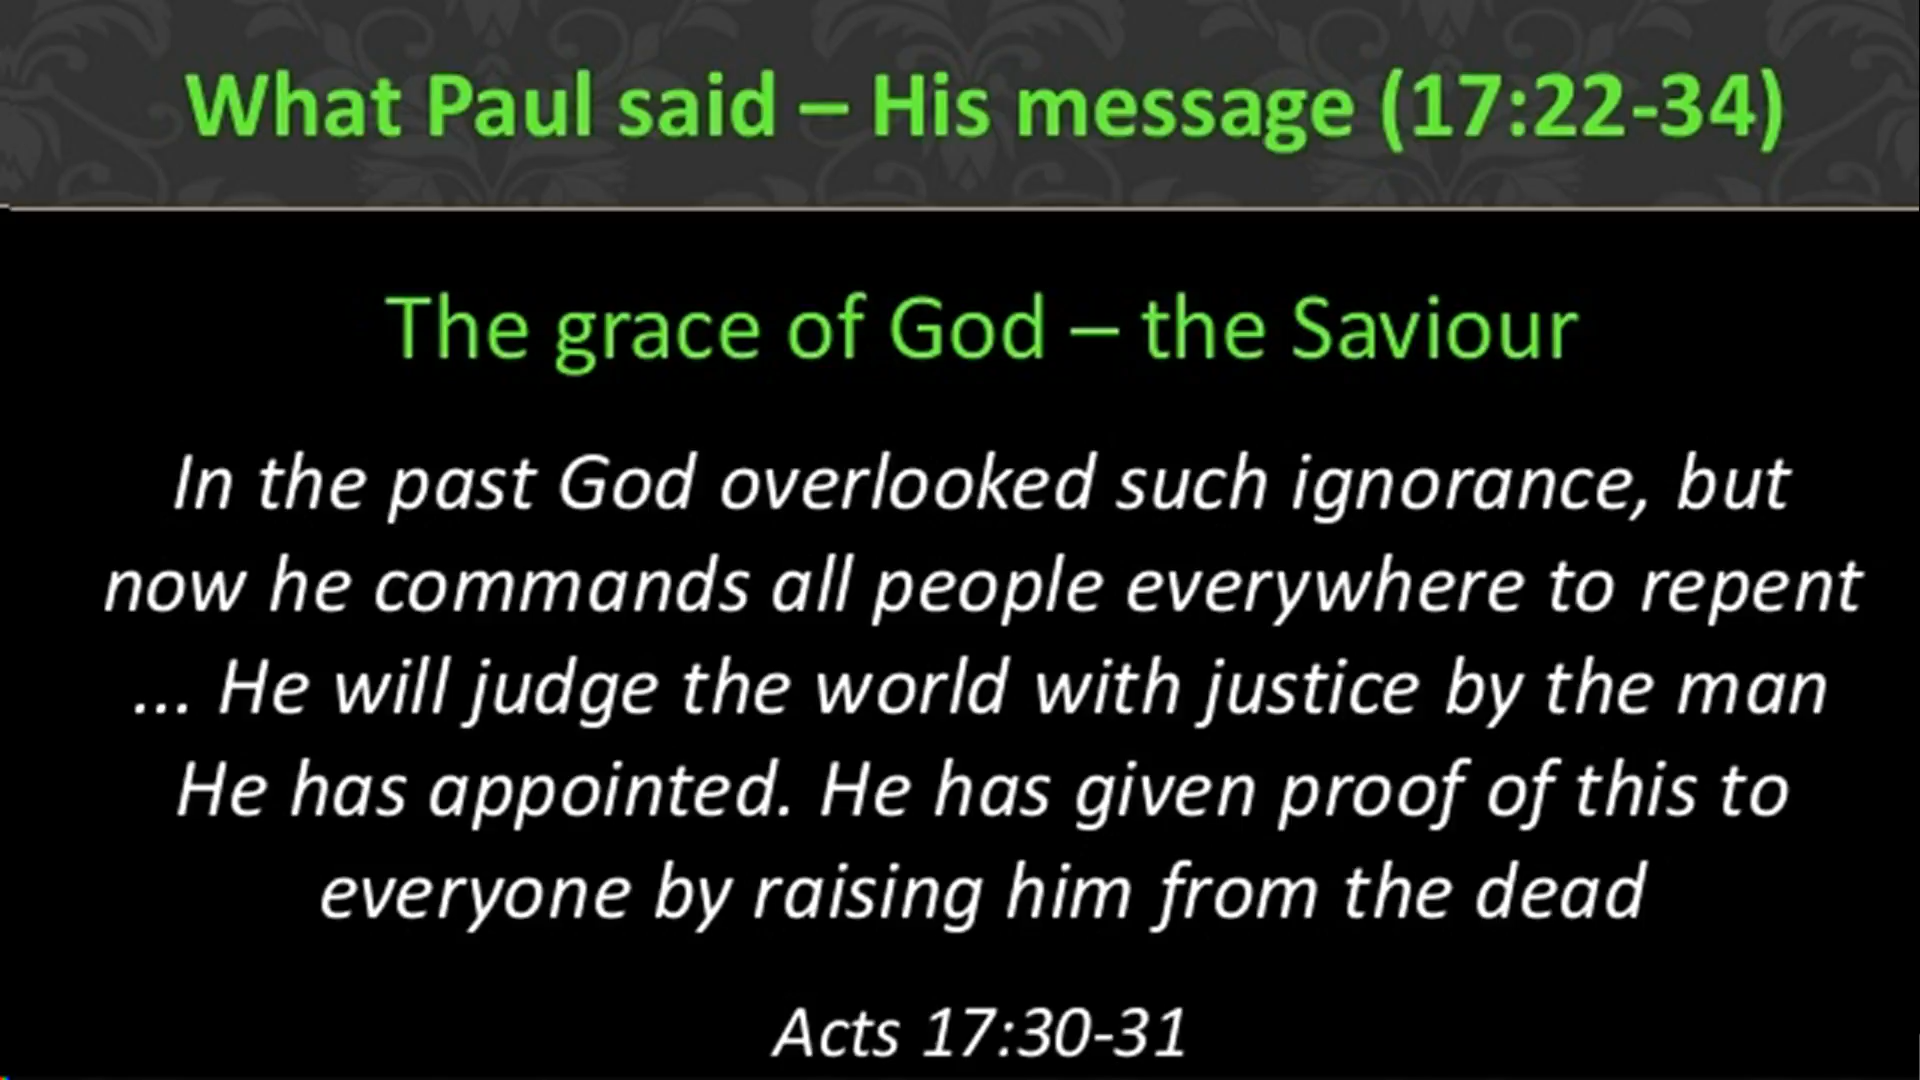 What Paul said – His message (17:22-34)
The grace of God – the Saviour
In the past God overlooked such ignorance, but
now he commands all people everywhere to repent
... He will judge the world with justice by the man
He has appointed. He has given proof of this to
everyone by raising him from the dead
Acts 17:30-31